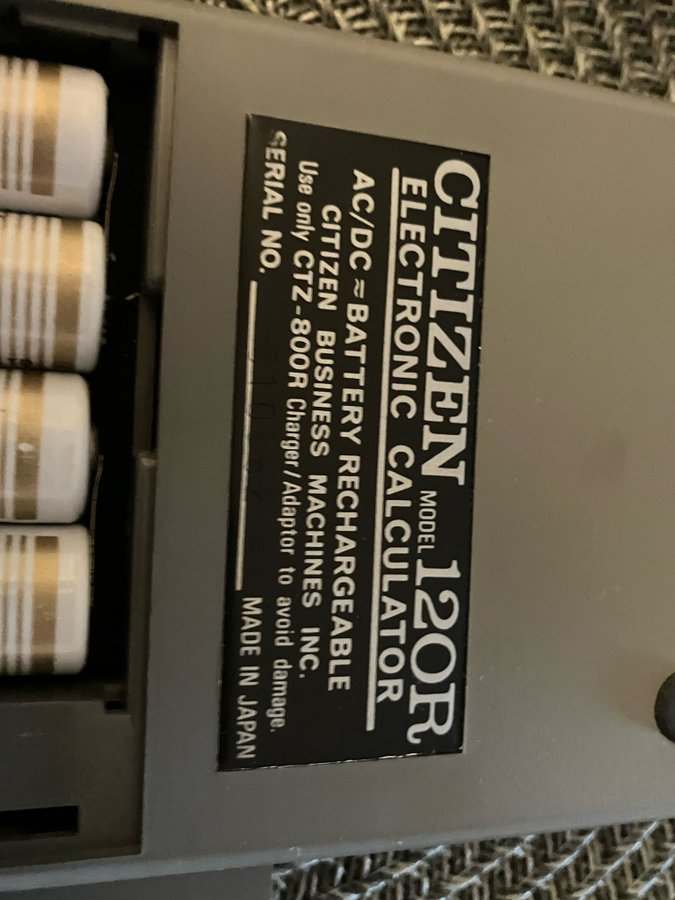 CITIZEN MODEL 120R
ELECTRONIC CALCULATOR
AC/DC ≂ BATTERY RECHARGEABLE
CITIZEN BUSINESS MACHINES INC.
Use only CTZ-800R Charger/Adaptor to avoid damage.
SERIAL NO. MADE IN JAPAN